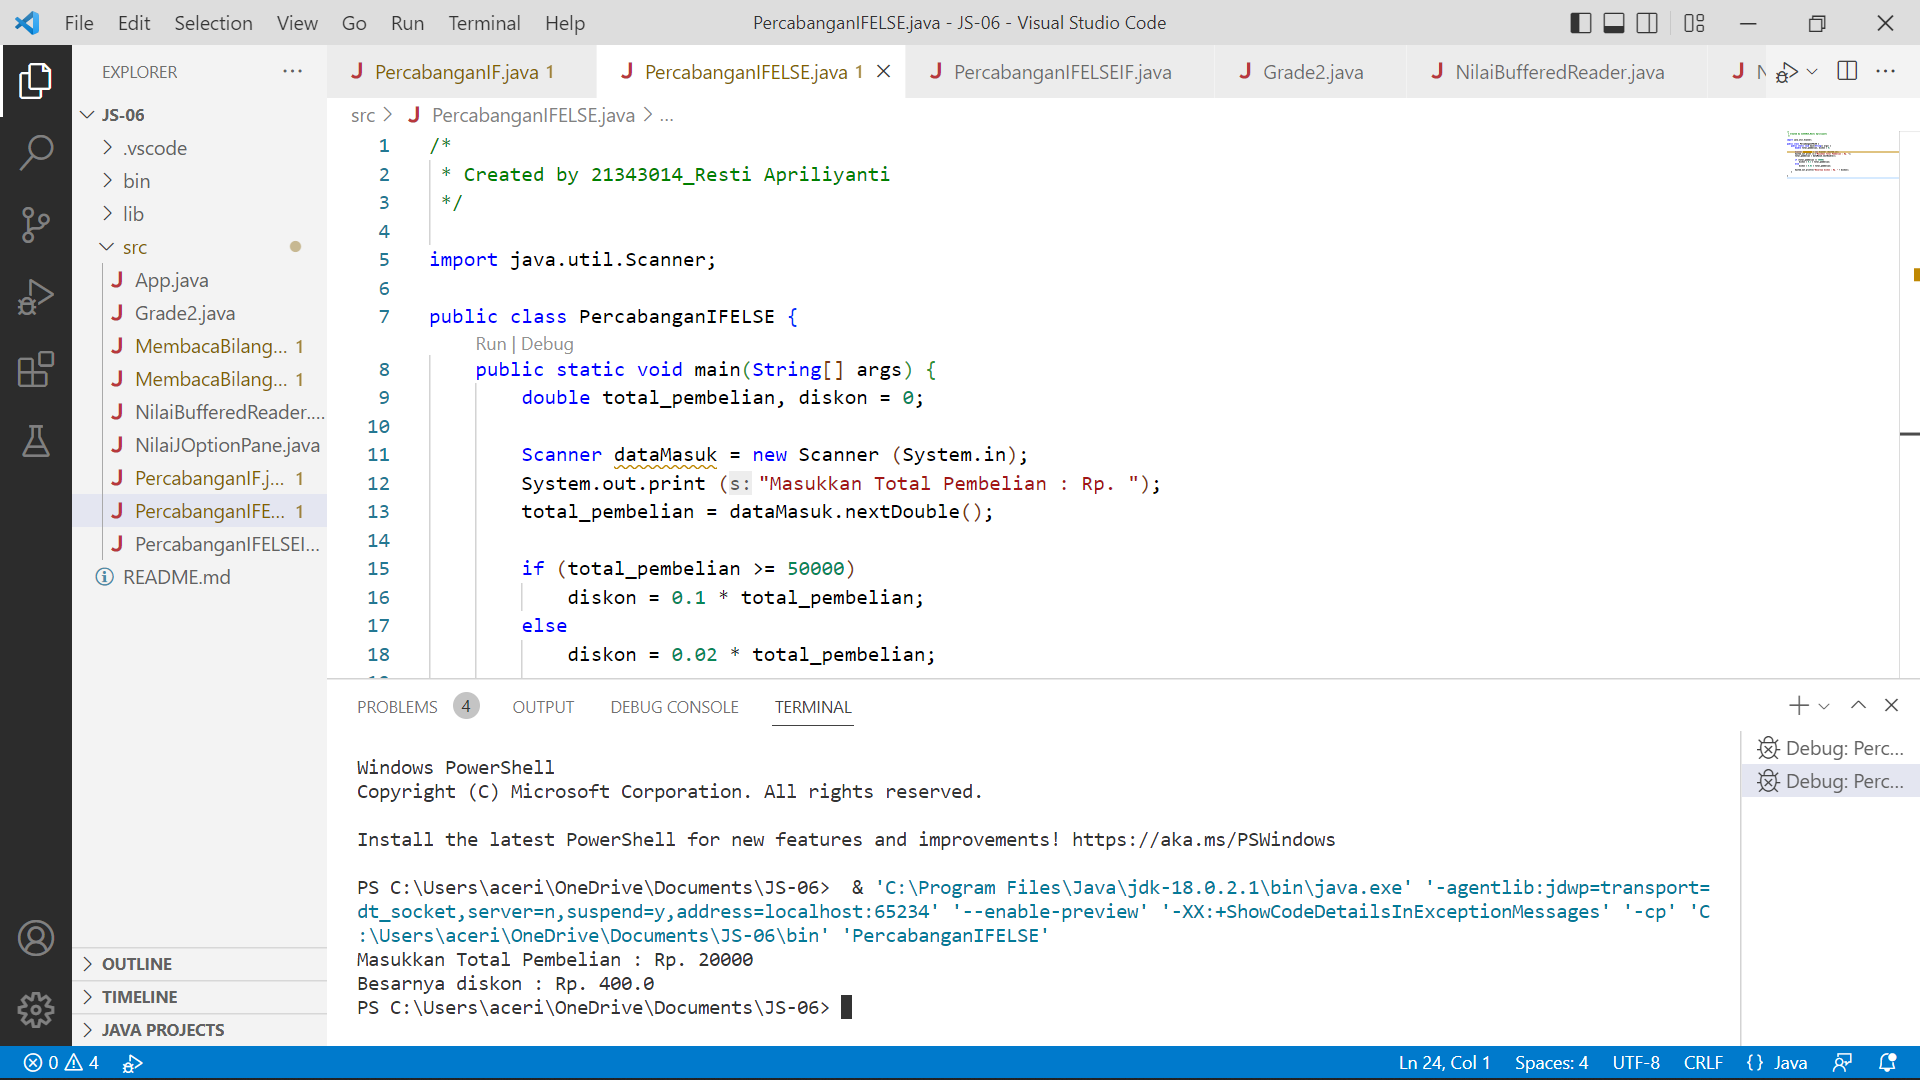 File Edit Selection View Go Run Terminal Help
PercabanganIFELSE.java - JS-06 - Visual Studio Code
EXPLORER
JS-06
.vscode
bin
lib
src
App.java
Grade2.java
MembacaBilang... 1
MembacaBilang... 1
NilaiBufferedReader....
NilaiJOptionPane.java
PercabanganIF.j... 1
PercabanganIFE... 1
PercabanganIFELSEI...
README.md
OUTLINE
TIMELINE
JAVA PROJECTS
PercabanganIF.java 1 PercabanganIFELSE.java 1 PercabanganIFELSEIF.java Grade2.java NilaiBufferedReader.java
src > PercabanganIFELSE.java > ...
1 /*
2 * Created by 21343014_Resti Apriliyanti
3 */
4
5 import java.util.Scanner;
6
7 public class PercabanganIFELSE {
Run | Debug
8 public static void main(String[] args) {
9 double total_pembelian, diskon = 0;
10
11 Scanner dataMasuk = new Scanner (System.in);
12 System.out.print (s: "Masukkan Total Pembelian : Rp. ");
13 total_pembelian = dataMasuk.nextDouble();
14
15 if (total_pembelian >= 50000)
16 diskon = 0.1 * total_pembelian;
17 else
18 diskon = 0.02 * total_pembelian;
PROBLEMS 4 OUTPUT DEBUG CONSOLE TERMINAL
Windows PowerShell
Copyright (C) Microsoft Corporation. All rights reserved.
Install the latest PowerShell for new features and improvements! https://aka.ms/PSWindows
PS C:\Users\aceri\OneDrive\Documents\JS-06> & 'C:\Program Files\Java\jdk-18.0.2.1\bin\java.exe' '-agentlib:jdwp=transport=
dt_socket,server=n,suspend=y,address=localhost:65234' '--enable-preview' '-XX:+ShowCodeDetailsInExceptionMessages' '-cp' 'C
:\Users\aceri\OneDrive\Documents\JS-06\bin' 'PercabanganIFELSE'
Masukkan Total Pembelian : Rp. 20000
Besarnya diskon : Rp. 400.0
PS C:\Users\aceri\OneDrive\Documents\JS-06>
Debug: Perc...
Debug: Perc...
0 4
Ln 24, Col 1 Spaces: 4 UTF-8 CRLF {} Java